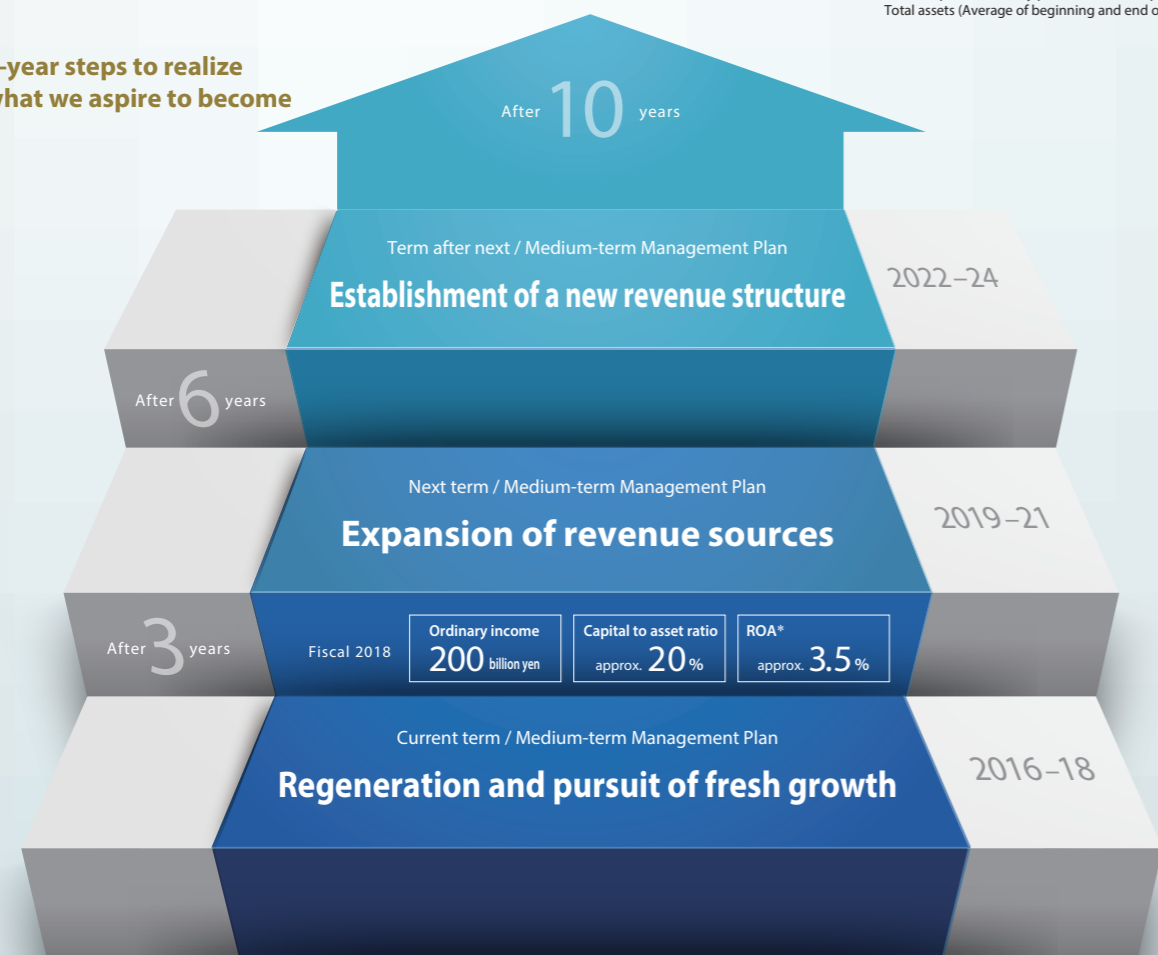 Total assets (Average of beginning and end o
-year steps to realize
what we aspire to become
After 10 years
Term after next / Medium-term Management Plan
Establishment of a new revenue structure
2022–24
After 6 years
Next term / Medium-term Management Plan
Expansion of revenue sources
2019–21
After 3 years
Fiscal 2018
Ordinary income
200 billion yen
Capital to asset ratio
approx. 20 %
ROA*
approx. 3.5 %
Current term / Medium-term Management Plan
Regeneration and pursuit of fresh growth
2016–18